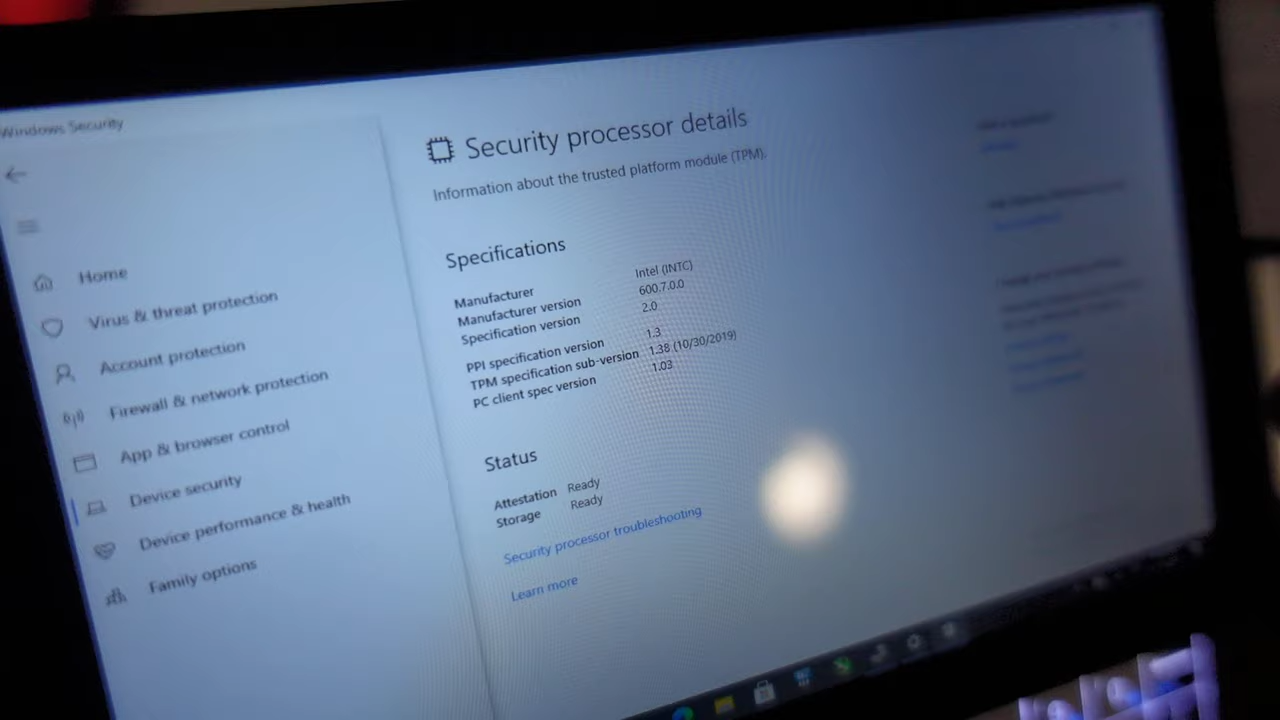 Windows Security
Security processor details
Information about the trusted platform module (TPM).
Home
Virus & threat protection
Account protection
Firewall & network protection
App & browser control
Device security
Device performance & health
Family options
Specifications
Manufacturer Intel (INTC)
Manufacturer version 600.7.0.0
Specification version 2.0
PPI specification version 1.3
TPM specification sub-version 1.38 (10/30/2019)
PC client spec version 1.03
Status
Attestation Ready
Storage Ready
Security processor troubleshooting
Learn more